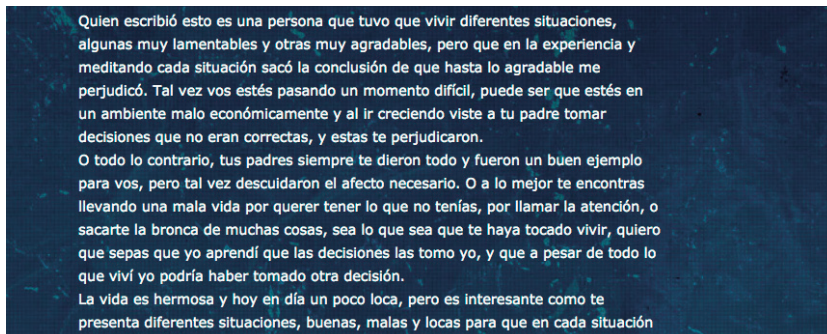 Quien escribió esto es una persona que tuvo que vivir diferentes situaciones,
algunas muy lamentables y otras muy agradables, pero que en la experiencia y
meditando cada situación sacó la conclusión de que hasta lo agradable me
perjudicó. Tal vez vos estés pasando un momento difícil, puede ser que estés en
un ambiente malo económicamente y al ir creciendo viste a tu padre tomar
decisiones que no eran correctas, y estas te perjudicaron.
O todo lo contrario, tus padres siempre te dieron todo y fueron un buen ejemplo
para vos, pero tal vez descuidaron el afecto necesario. O a lo mejor te encontras
llevando una mala vida por querer tener lo que no tenías, por llamar la atención, o
sacarte la bronca de muchas cosas, sea lo que sea que te haya tocado vivir, quiero
que sepas que yo aprendí que las decisiones las tomo yo, y que a pesar de todo lo
que viví yo podría haber tomado otra decisión.
La vida es hermosa y hoy en día un poco loca, pero es interesante como te
presenta diferentes situaciones, buenas, malas y locas para que en cada situación